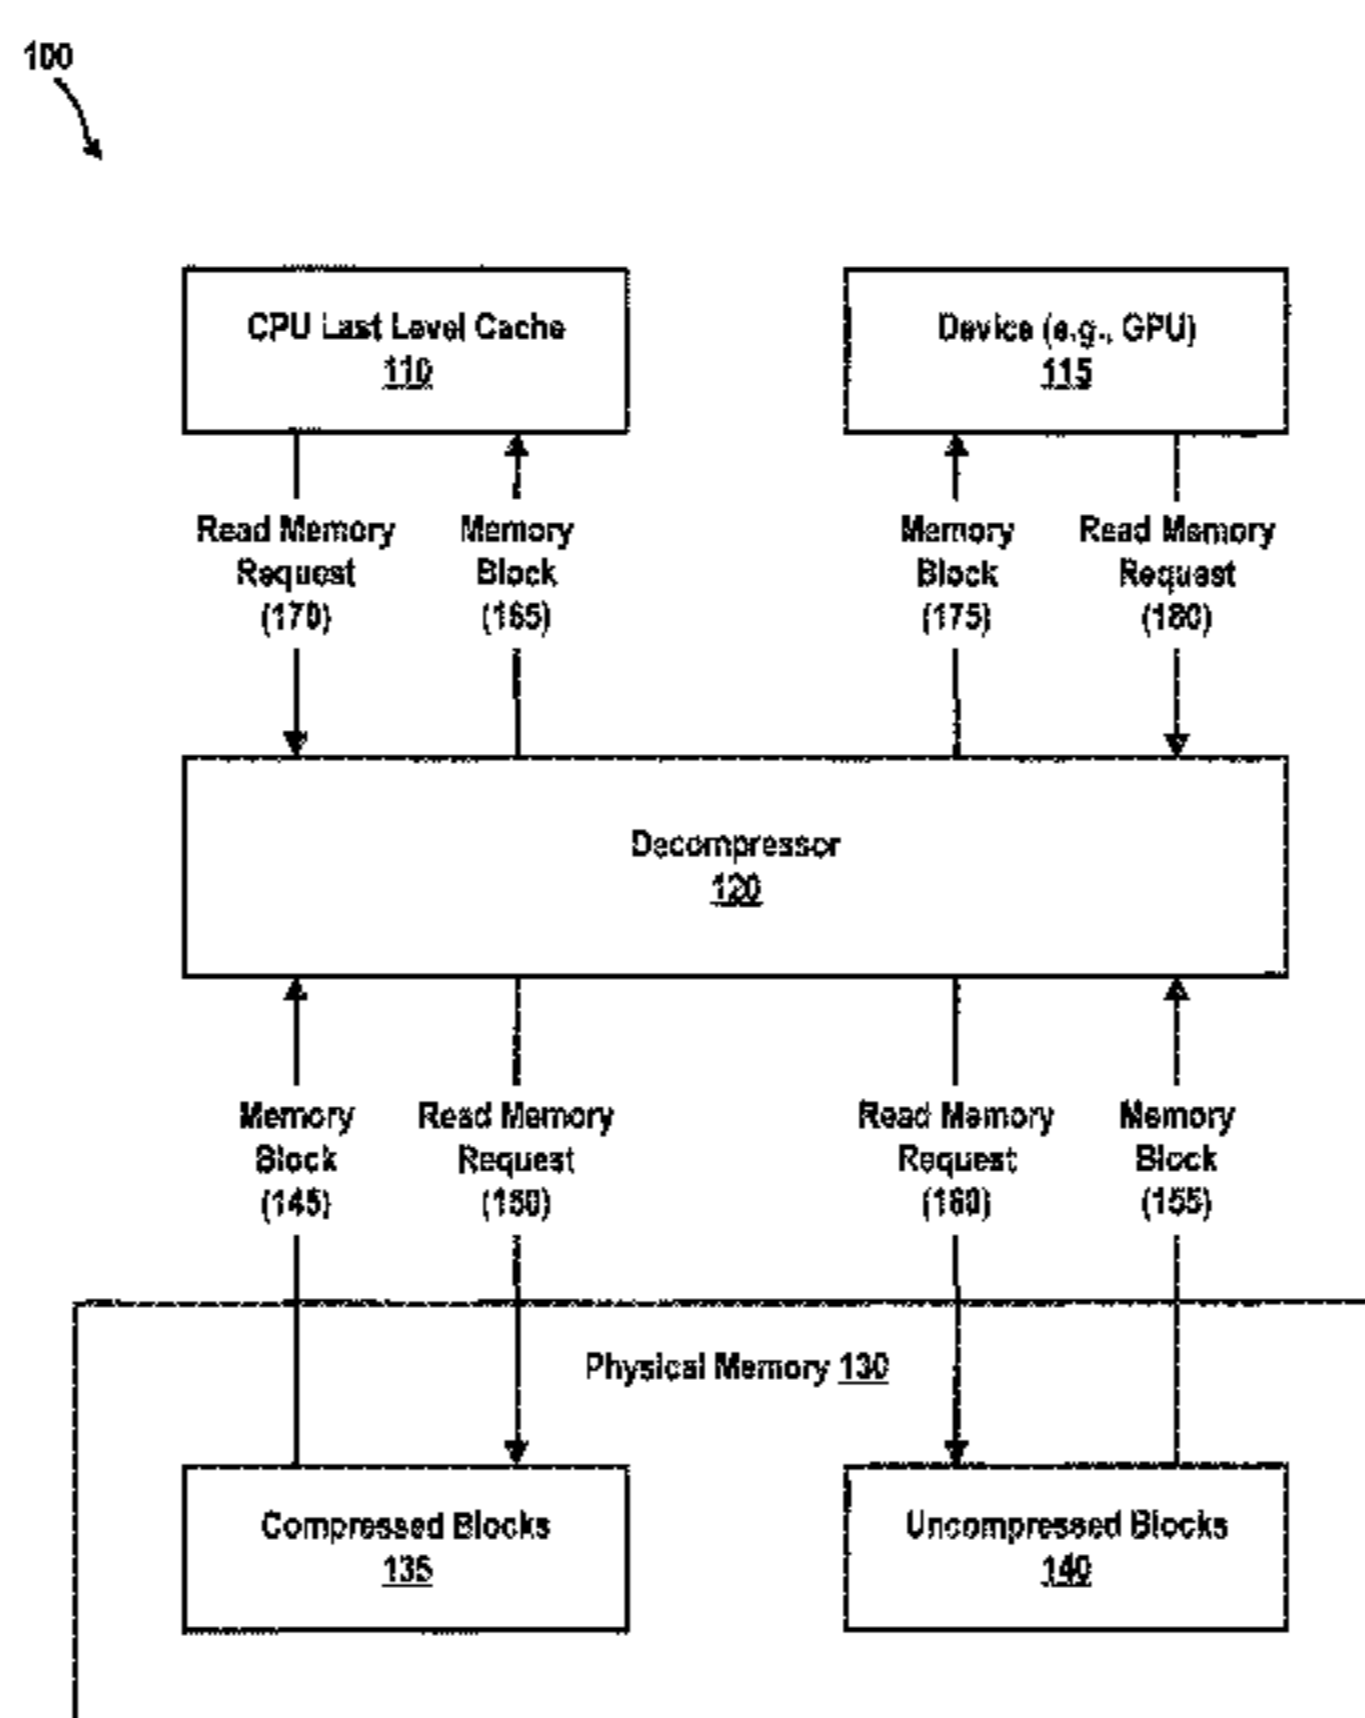 100
CPU Last Level Cache
110
Device (e.g., GPU)
115
Read Memory
Request
(170)
Memory
Block
(165)
Memory
Block
(175)
Read Memory
Request
(180)
Decompressor
120
Memory
Block
(145)
Read Memory
Request
(150)
Read Memory
Request
(160)
Memory
Block
(155)
Physical Memory 130
Compressed Blocks
135
Uncompressed Blocks
140